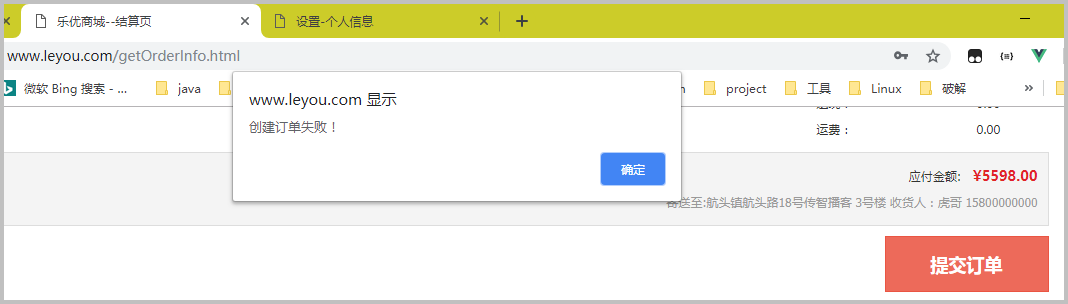 乐优商城--结算页
设置-个人信息
www.leyou.com/getOrderInfo.html
微软 Bing 搜索 - ...
java
project
工具
Linux
破解
www.leyou.com 显示
创建订单失败！
确定
0.00
运费：
0.00
应付金额:
¥5598.00
寄送至:航头镇航头路18号传智播客 3号楼 收货人：虎哥 15800000000
提交订单